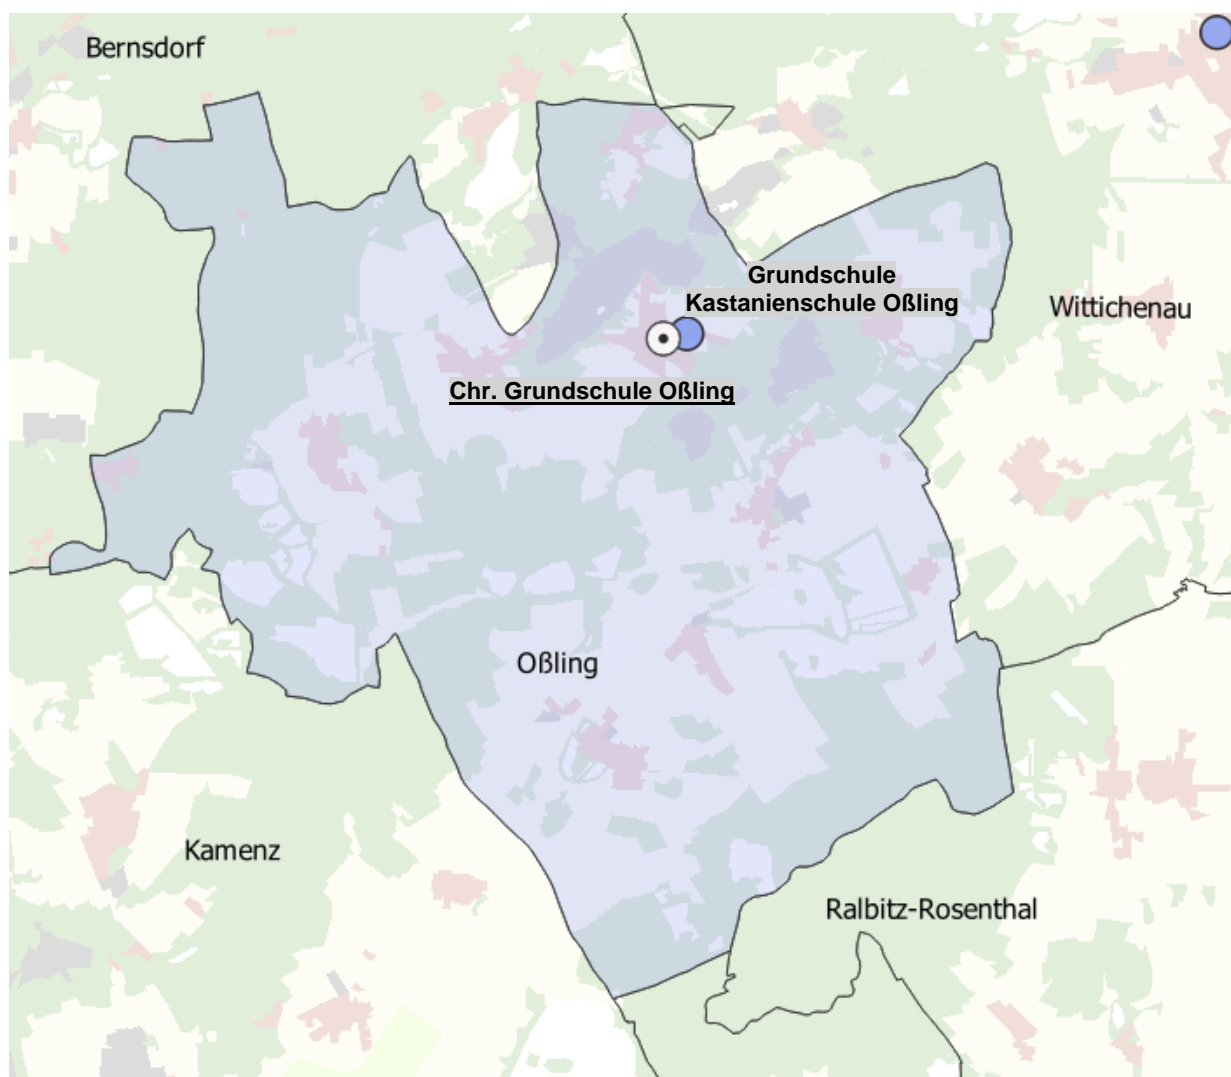 Bernsdorf
Grundschule
Kastanienschule Oßling
Wittichenau
Chr. Grundschule Oßling
Oßling
Kamenz
Ralbitz-Rosenthal